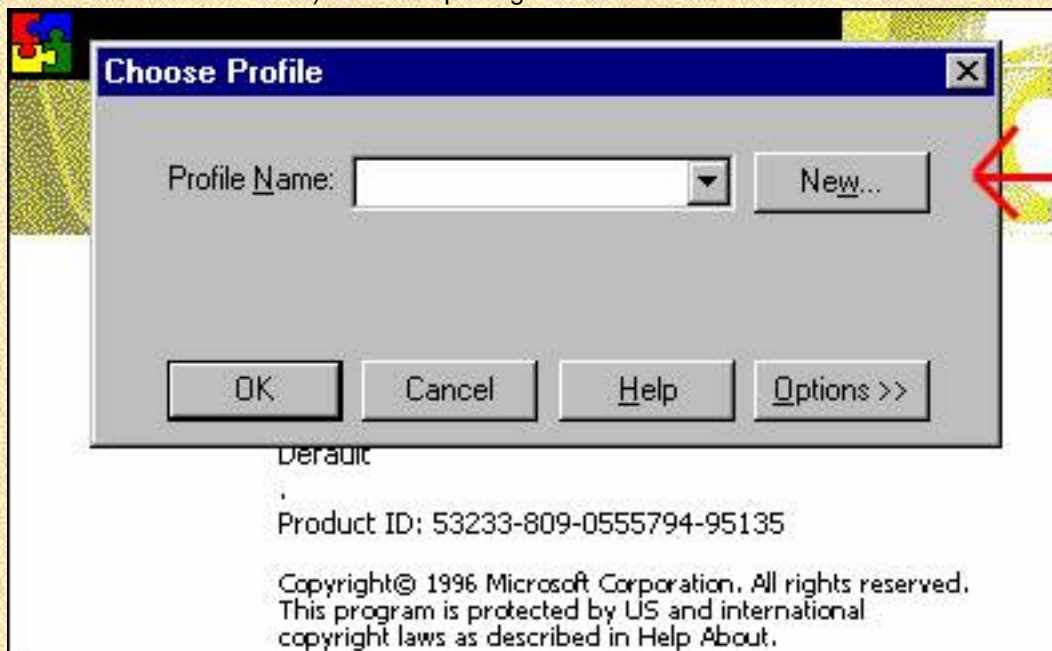 Choose Profile
Profile Name:
New...
OK Cancel Help Options >>
Default
.
Product ID: 53233-809-0555794-95135
Copyright© 1996 Microsoft Corporation. All rights reserved.
This program is protected by US and international
copyright laws as described in Help About.